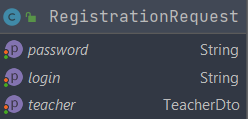 RegistrationRequest
password String
login String
teacher TeacherDto